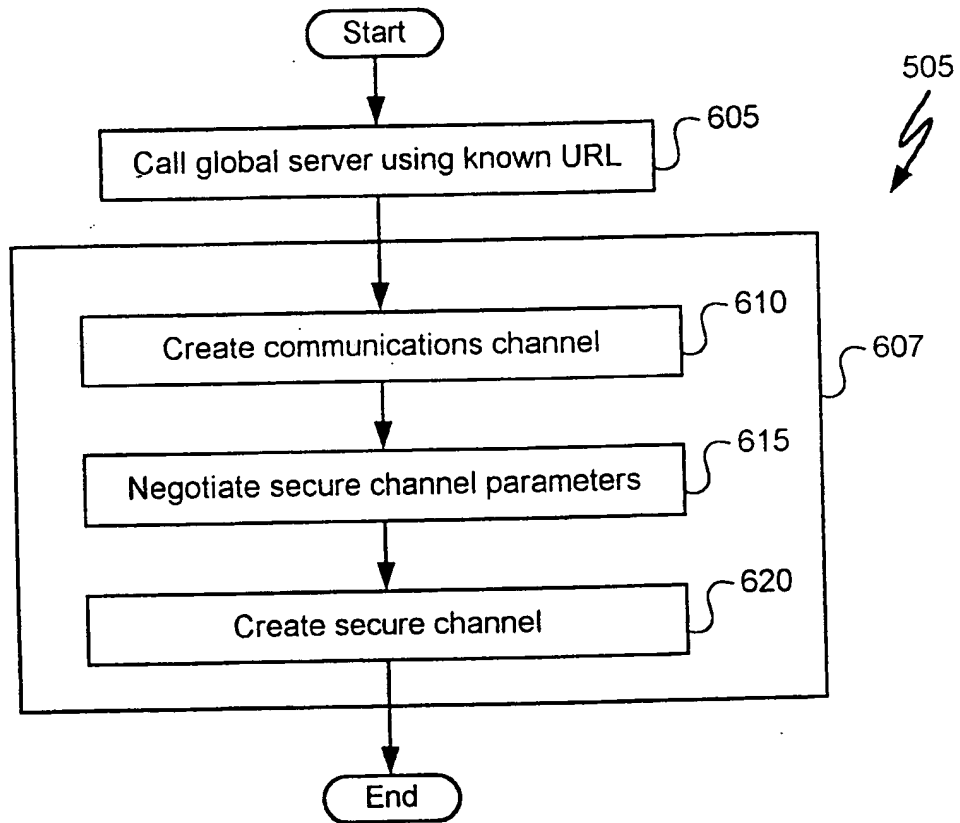 Start
505
605
Call global server using known URL
610
Create communications channel
607
615
Negotiate secure channel parameters
620
Create secure channel
End